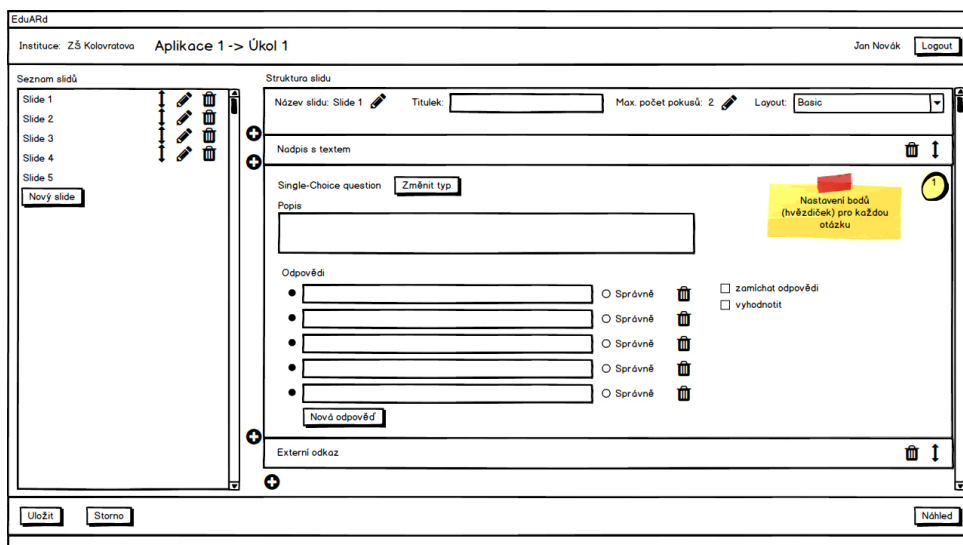 EduARd
Instituce: ZŠ Kolovratova Aplikace 1 -> Úkol 1 Jan Novák Logout
Seznam slidů
Slide 1
Slide 2
Slide 3
Slide 4
Slide 5
Nový slide
Struktura slidu
Název slidu: Slide 1 Titulek: Max. počet pokusů: 2 Layout: Basic
Nadpis s textem
Single-Choice question Změnit typ
Popis
Nastavení bodů
(hvězdiček) pro každou
otázku
1
Odpovědi
Správně
Správně
Správně
Správně
Správně
zamíchat odpovědi
vyhodnotit
Nová odpověď
Externí odkaz
Uložit Storno Náhled